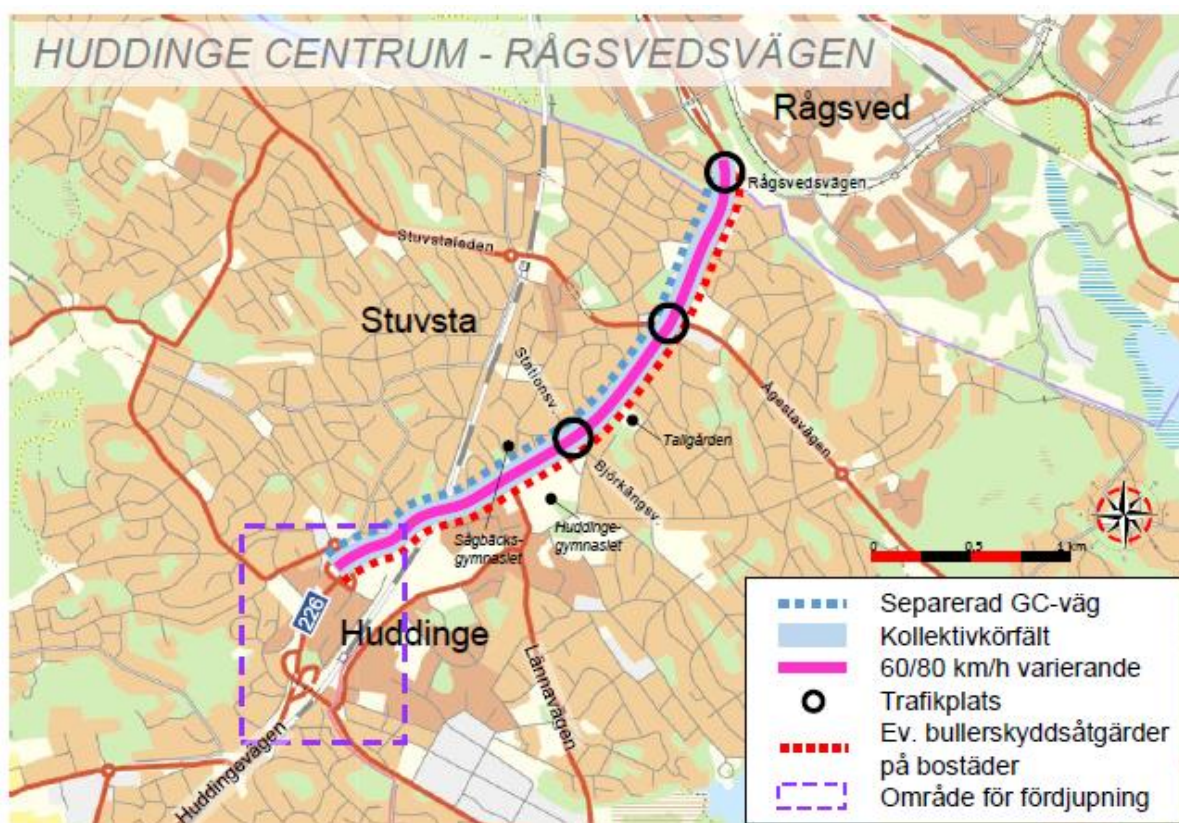 HUDDINGE CENTRUM - RÅGSVEDSVÄGEN
Rågsved
Rågsvedsvägen
Stuvstaleden
Stuvsta
Stationsv.
Ågestavägen
Tallgården
Björkängsv.
Huddinge-
gymnasiet
Sågbäcks-
gymnasiet
0 0,5 1 km
226
Huddinge
Lännavägen
Huddingevägen
Separerad GC-väg
Kollektivkörfält
60/80 km/h varierande
Trafikplats
Ev. bullerskyddsåtgärder
på bostäder
Område för fördjupning